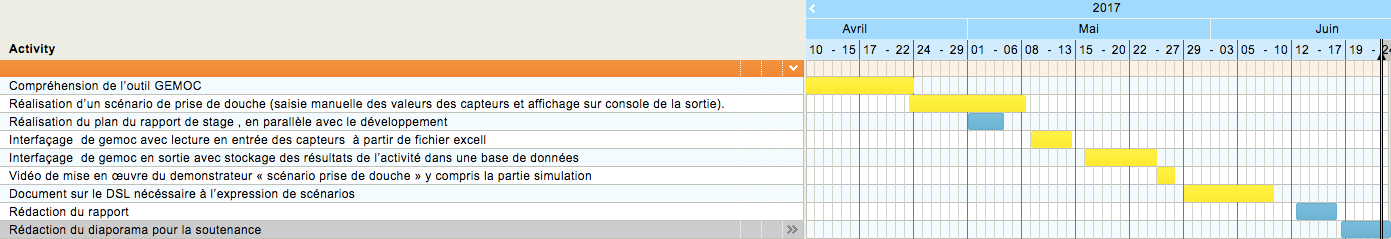 2017
Avril Mai Juin
Activity
10 - 15 17 - 22 24 - 29 01 - 06 08 - 13 15 - 20 22 - 27 29 - 03 05 - 10 12 - 17 19 - 24
Compréhension de l'outil GEMOC
Réalisation d'un scénario de prise de douche (saisie manuelle des valeurs des capteurs et affichage sur console de la sortie).
Réalisation du plan du rapport de stage , en parallèle avec le développement
Interfaçage de gemoc avec lecture en entrée des capteurs à partir de fichier excell
Interfaçage de gemoc en sortie avec stockage des résultats de l'activité dans une base de données
Vidéo de mise en œuvre du demonstrateur « scénario prise de douche » y compris la partie simulation
Document sur le DSL nécéssaire à l'expression de scénarios
Rédaction du rapport
Rédaction du diaporama pour la soutenance